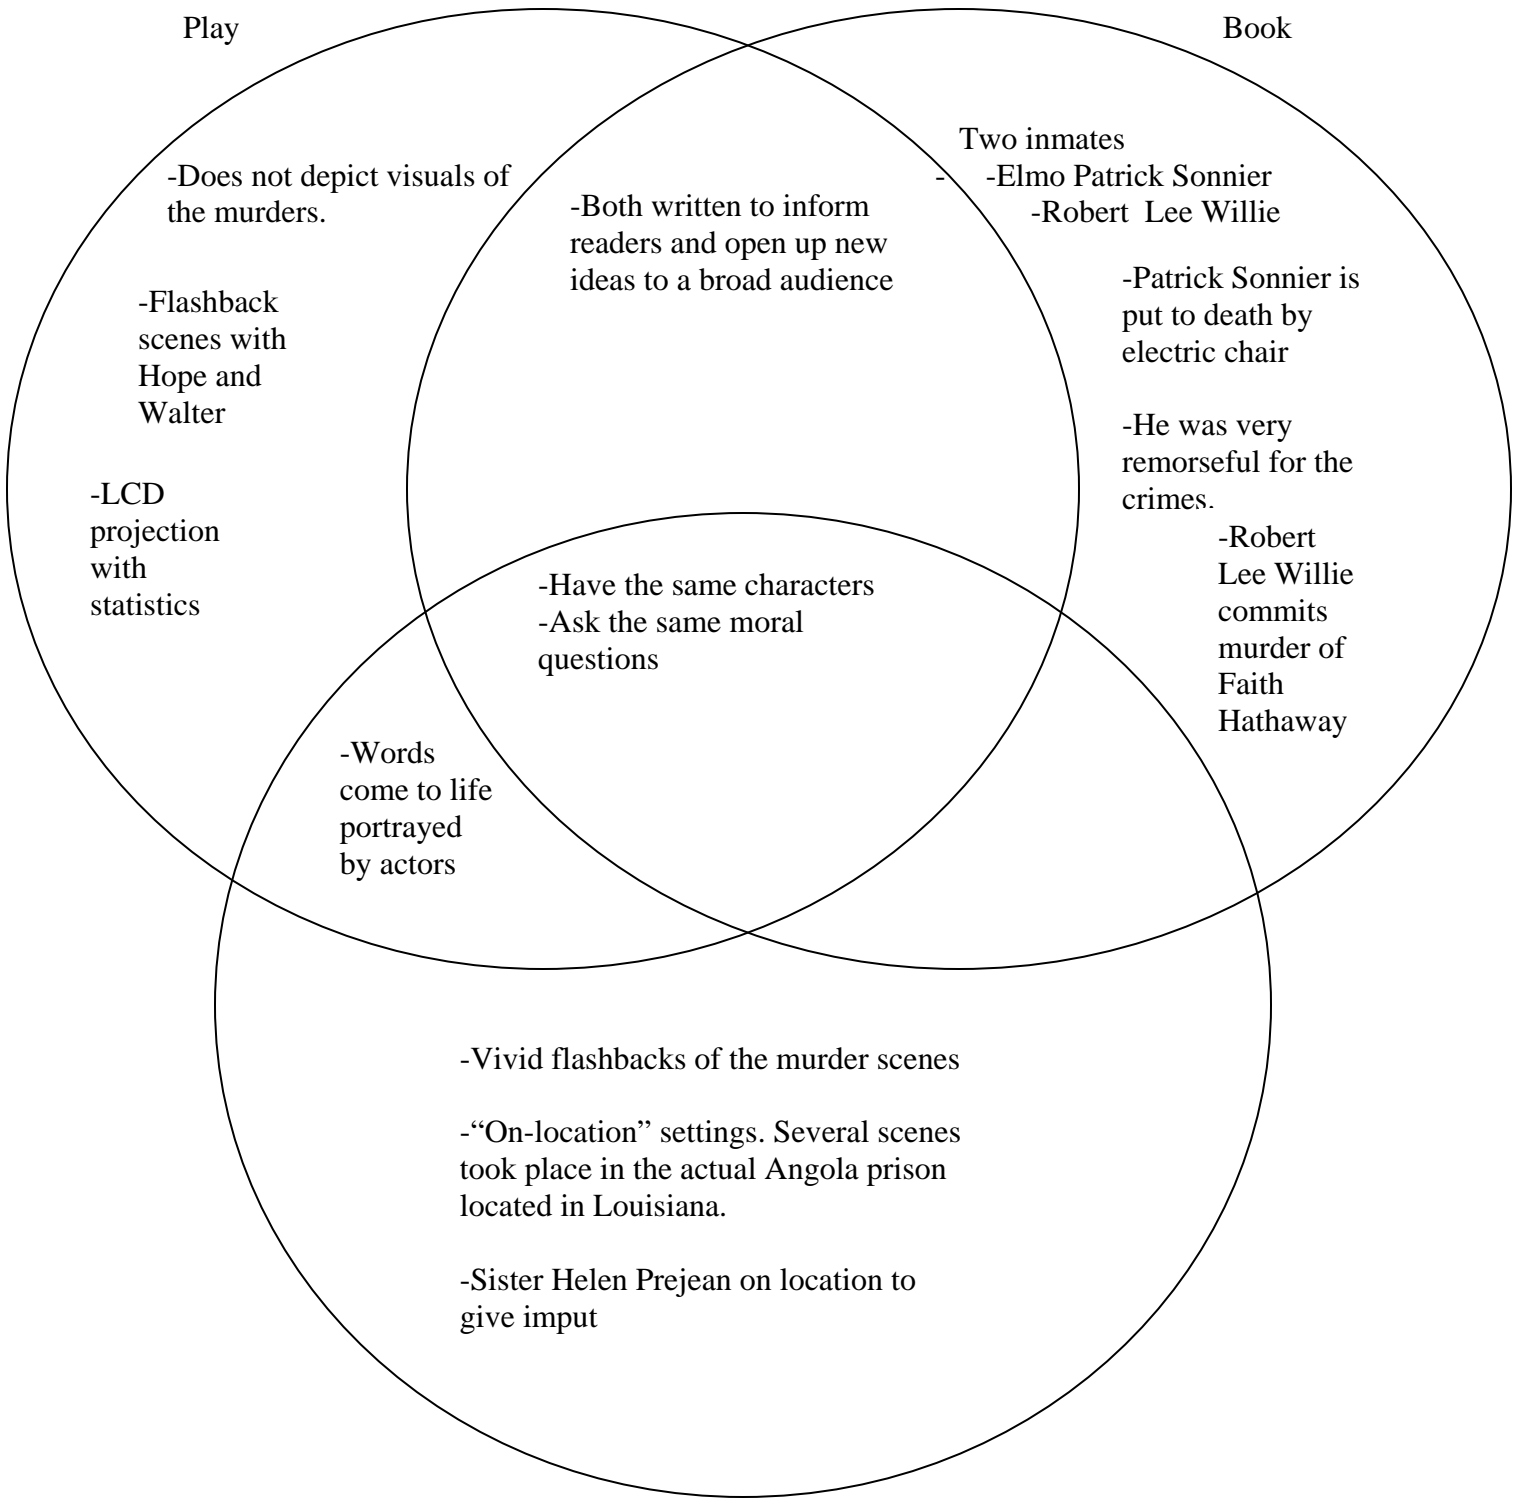 Play
Book
-Does not depict visuals of
the murders.
-Flashback
scenes with
Hope and
Walter
-LCD
projection
with
statistics
-Both written to inform
readers and open up new
ideas to a broad audience
Two inmates
- -Elmo Patrick Sonnier
-Robert Lee Willie
-Patrick Sonnier is
put to death by
electric chair
-He was very
remorseful for the
crimes.
-Robert
Lee Willie
commits
murder of
Faith
Hathaway
-Have the same characters
-Ask the same moral
questions
-Words
come to life
portrayed
by actors
-Vivid flashbacks of the murder scenes
-“On-location” settings. Several scenes
took place in the actual Angola prison
located in Louisiana.
-Sister Helen Prejean on location to
give imput